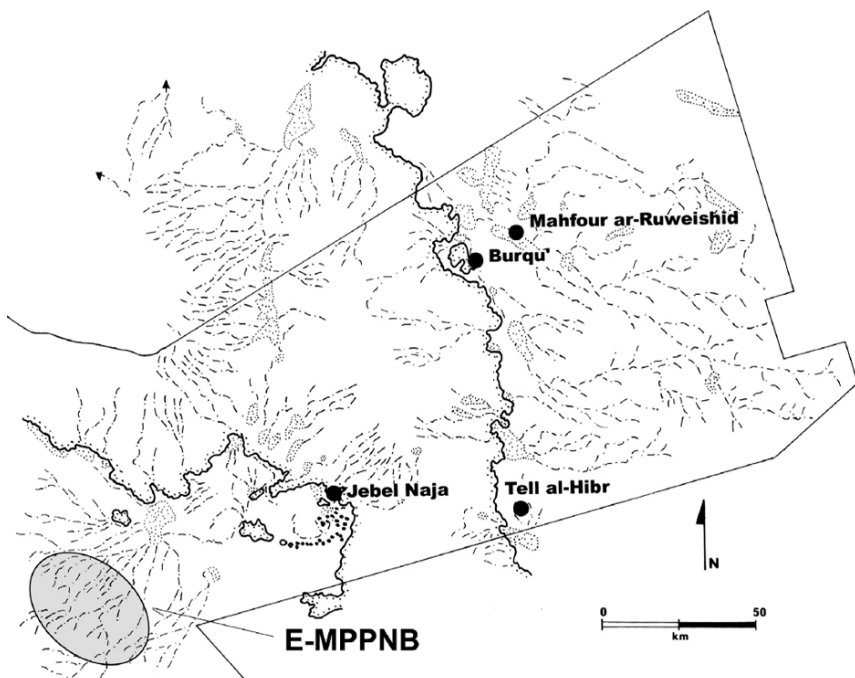 Mahfour ar-Ruweishid
Burqu'
Jebel Naja
Tell al-Hibr
N
E-MPPNB
0 50
km